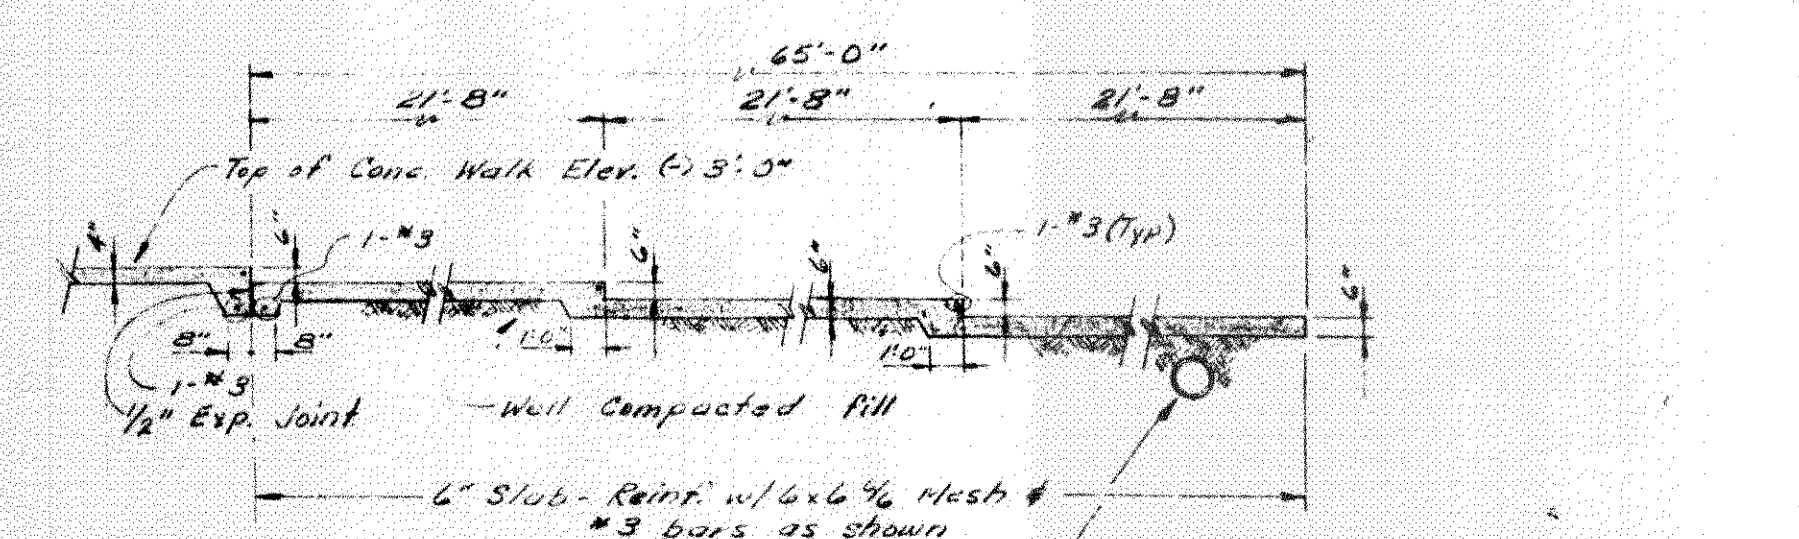 65'-0"
21'-8" 21'-8" 21'-8"
Top of Conc. Walk Elev. (-) 3'-0"
1-#3(Typ)
4" 6" 1-#3 6" 6" 6" 6"
8" 8" 1'0" 1'0"
1-#3
1/2" Exp. Joint Well Compacted fill
6" Slab - Reinf. w/ 6x6 6/6 Mesh &
#3 bars as shown